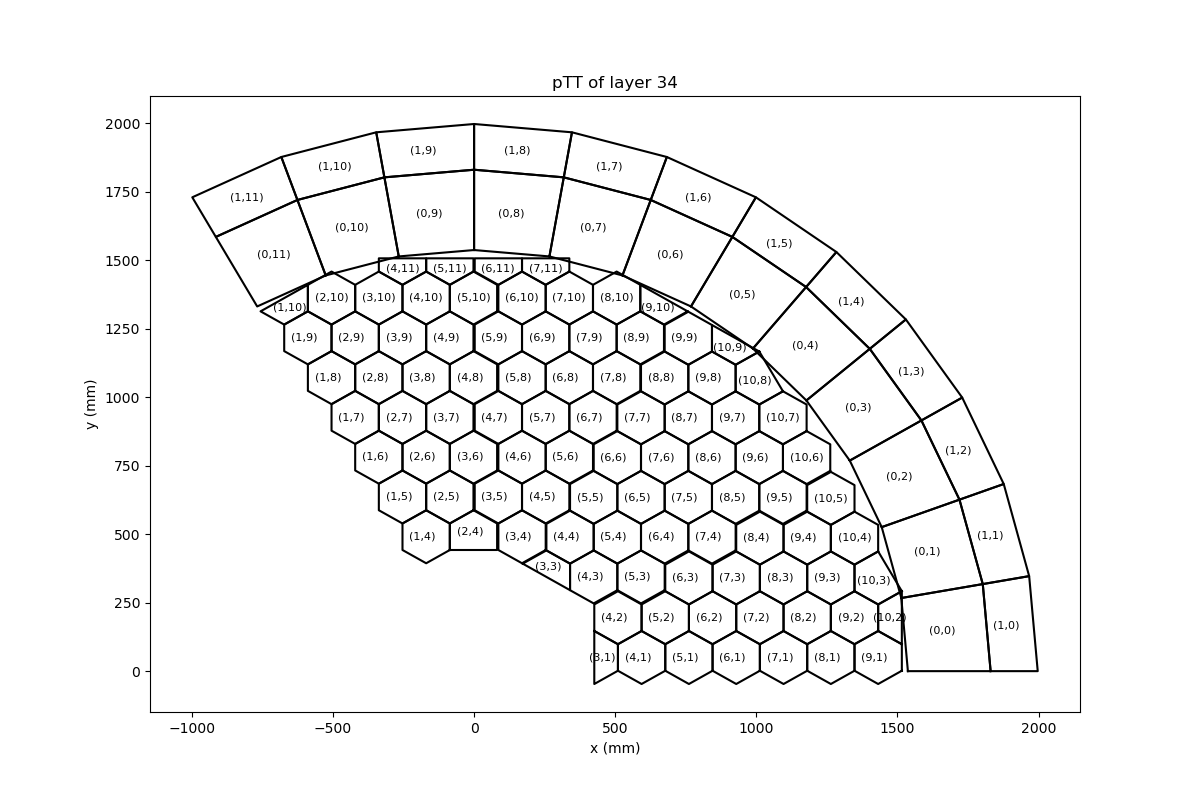 pTT of layer 34
2000
(1,9) (1,8)
(1,10) (1,7)
1750
(1,11) (1,6)
(0,10) (0,9) (0,8) (0,7)
(1,5)
(0,11) (0,6)
1500
(4,11) (5,11) (6,11) (7,11)
(0,5) (1,4)
(1,10) (2,10) (3,10) (4,10) (5,10) (6,10) (7,10) (8,10) (9,10)
1250
(1,9) (2,9) (3,9) (4,9) (5,9) (6,9) (7,9) (8,9) (9,9) (10,9) (0,4)
(1,3)
(1,8) (2,8) (3,8) (4,8) (5,8) (6,8) (7,8) (8,8) (9,8) (10,8)
1000
(0,3)
(1,7) (2,7) (3,7) (4,7) (5,7) (6,7) (7,7) (8,7) (9,7) (10,7)
(1,2)
750
(1,6) (2,6) (3,6) (4,6) (5,6) (6,6) (7,6) (8,6) (9,6) (10,6)
(0,2)
(1,5) (2,5) (3,5) (4,5) (5,5) (6,5) (7,5) (8,5) (9,5) (10,5)
500
(1,4) (2,4) (3,4) (4,4) (5,4) (6,4) (7,4) (8,4) (9,4) (10,4) (1,1)
(0,1)
(3,3) (4,3) (5,3) (6,3) (7,3) (8,3) (9,3) (10,3)
250
(4,2) (5,2) (6,2) (7,2) (8,2) (9,2) (10,2) (0,0) (1,0)
(3,1) (4,1) (5,1) (6,1) (7,1) (8,1) (9,1)
0
−1000 −500 0 500 1000 1500 2000
x (mm)
y (mm)